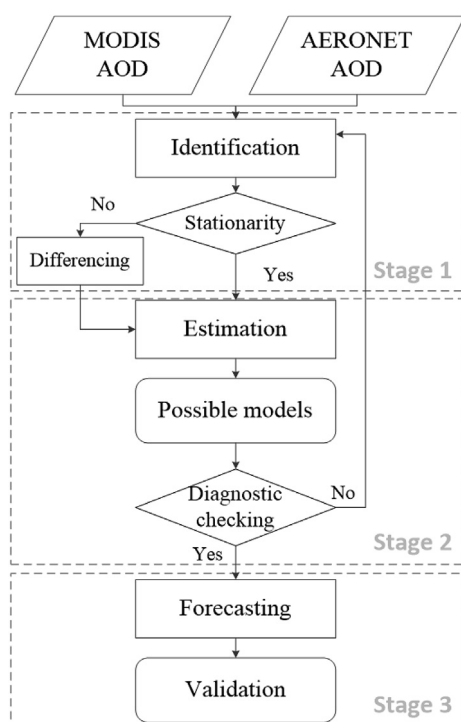 MODIS
AOD
AERONET
AOD
Identification
No
Stationarity
Differencing
Yes
Stage 1
Estimation
Possible models
Diagnostic
checking
No
Yes
Stage 2
Forecasting
Validation
Stage 3